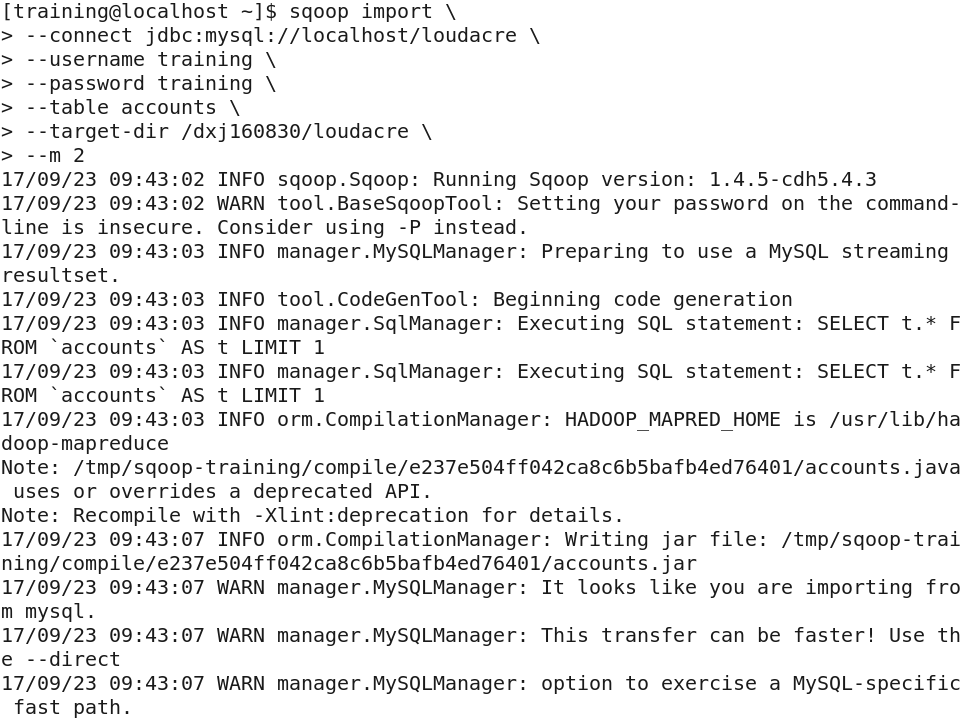 [training@localhost ~]$ sqoop import \
> --connect jdbc:mysql://localhost/loudacre \
> --username training \
> --password training \
> --table accounts \
> --target-dir /dxj160830/loudacre \
> --m 2
17/09/23 09:43:02 INFO sqoop.Sqoop: Running Sqoop version: 1.4.5-cdh5.4.3
17/09/23 09:43:02 WARN tool.BaseSqoopTool: Setting your password on the command-
line is insecure. Consider using -P instead.
17/09/23 09:43:03 INFO manager.MySQLManager: Preparing to use a MySQL streaming
resultset.
17/09/23 09:43:03 INFO tool.CodeGenTool: Beginning code generation
17/09/23 09:43:03 INFO manager.SqlManager: Executing SQL statement: SELECT t.* F
ROM `accounts` AS t LIMIT 1
17/09/23 09:43:03 INFO manager.SqlManager: Executing SQL statement: SELECT t.* F
ROM `accounts` AS t LIMIT 1
17/09/23 09:43:03 INFO orm.CompilationManager: HADOOP_MAPRED_HOME is /usr/lib/ha
doop-mapreduce
Note: /tmp/sqoop-training/compile/e237e504ff042ca8c6b5bafb4ed76401/accounts.java
 uses or overrides a deprecated API.
Note: Recompile with -Xlint:deprecation for details.
17/09/23 09:43:07 INFO orm.CompilationManager: Writing jar file: /tmp/sqoop-trai
ning/compile/e237e504ff042ca8c6b5bafb4ed76401/accounts.jar
17/09/23 09:43:07 WARN manager.MySQLManager: It looks like you are importing fro
m mysql.
17/09/23 09:43:07 WARN manager.MySQLManager: This transfer can be faster! Use th
e --direct
17/09/23 09:43:07 WARN manager.MySQLManager: option to exercise a MySQL-specific
 fast path.